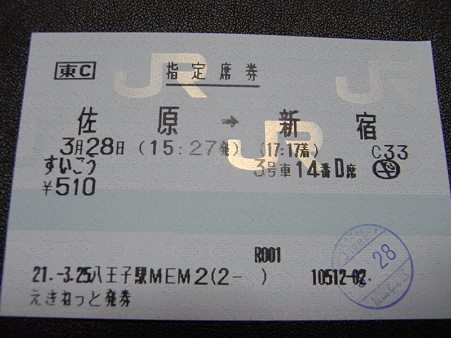 東C 指定席券
佐原 → 新宿
3月28日 (15:27発) (17:17着) C33
すいごう 3号車 14番D席
¥510
R001
21.-3.25八王子駅MEM2(2- ) 10512-02
えきねっと発券
28